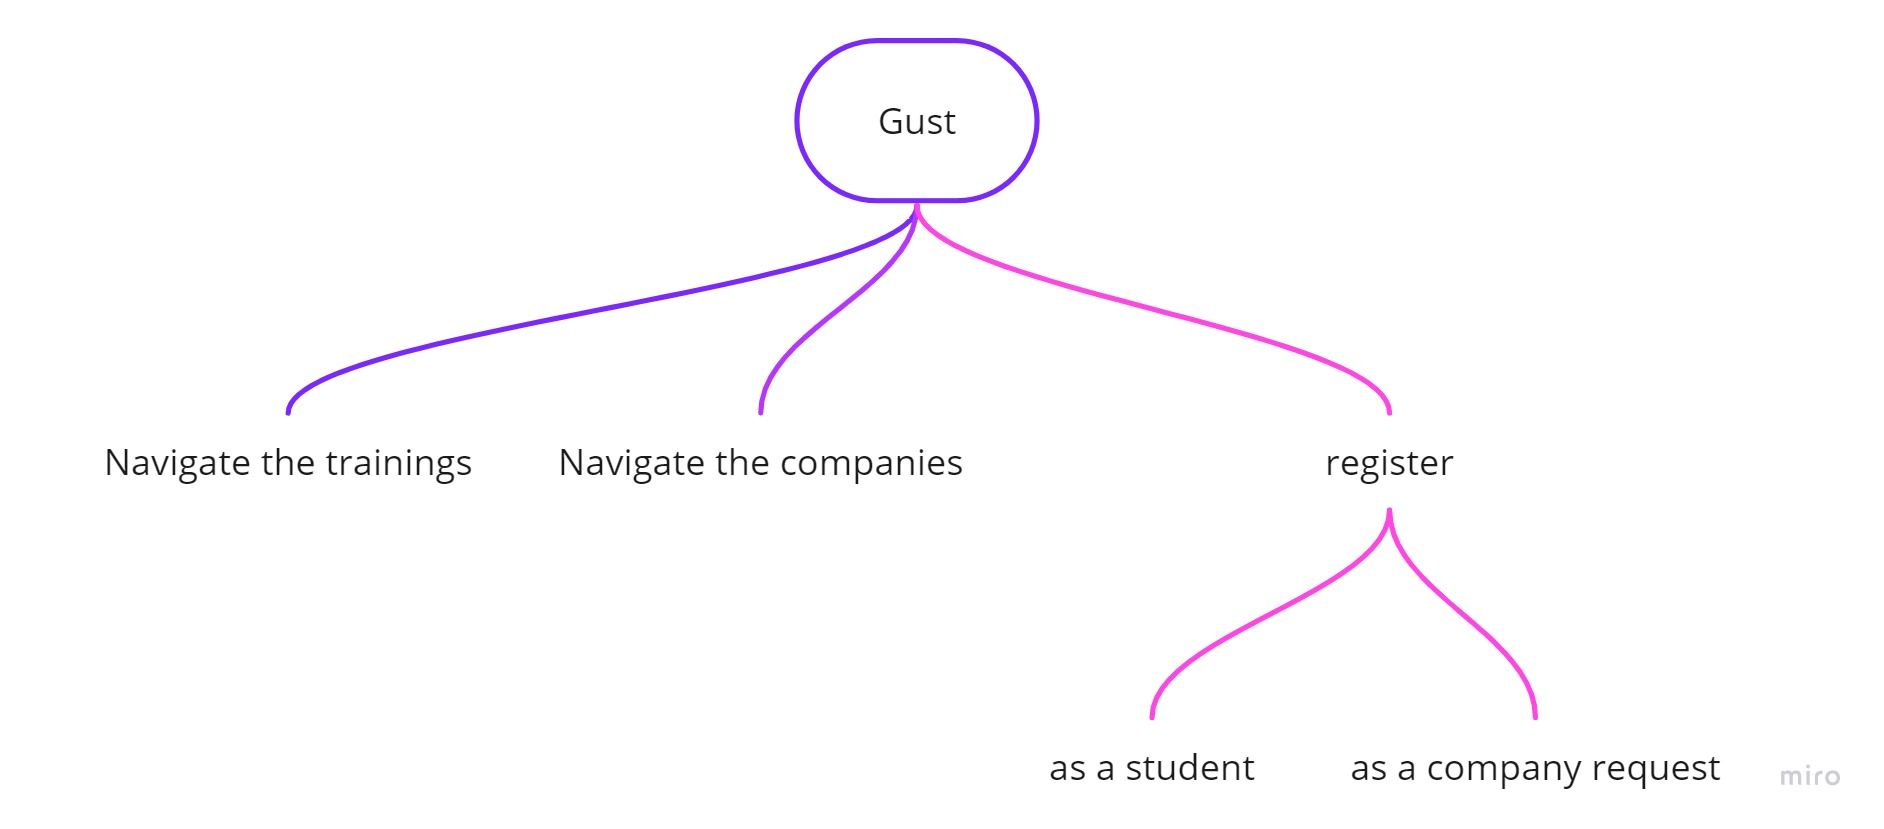 Gust
Navigate the trainings
Navigate the companies
register
as a student
as a company request
miro